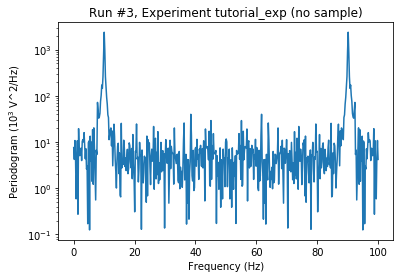 Run #3, Experiment tutorial_exp (no sample)
Periodogram (10³ V^2/Hz)
10³
10²
10¹
10⁰
10⁻¹
0 20 40 60 80 100
Frequency (Hz)